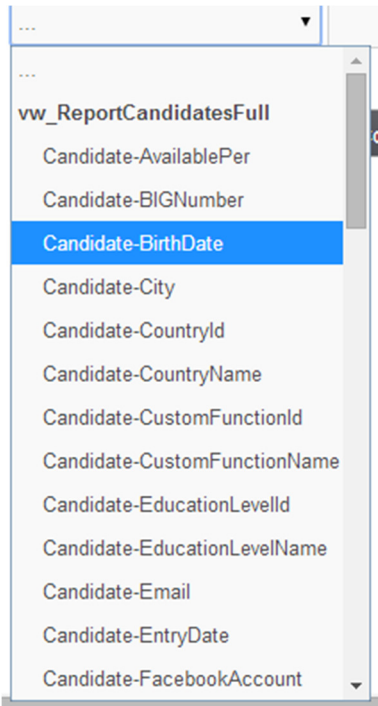 ...
...
vw_ReportCandidatesFull
Candidate-AvailablePer
Candidate-BIGNumber
Candidate-BirthDate
Candidate-City
Candidate-CountryId
Candidate-CountryName
Candidate-CustomFunctionId
Candidate-CustomFunctionName
Candidate-EducationLevelId
Candidate-EducationLevelName
Candidate-Email
Candidate-EntryDate
Candidate-FacebookAccount